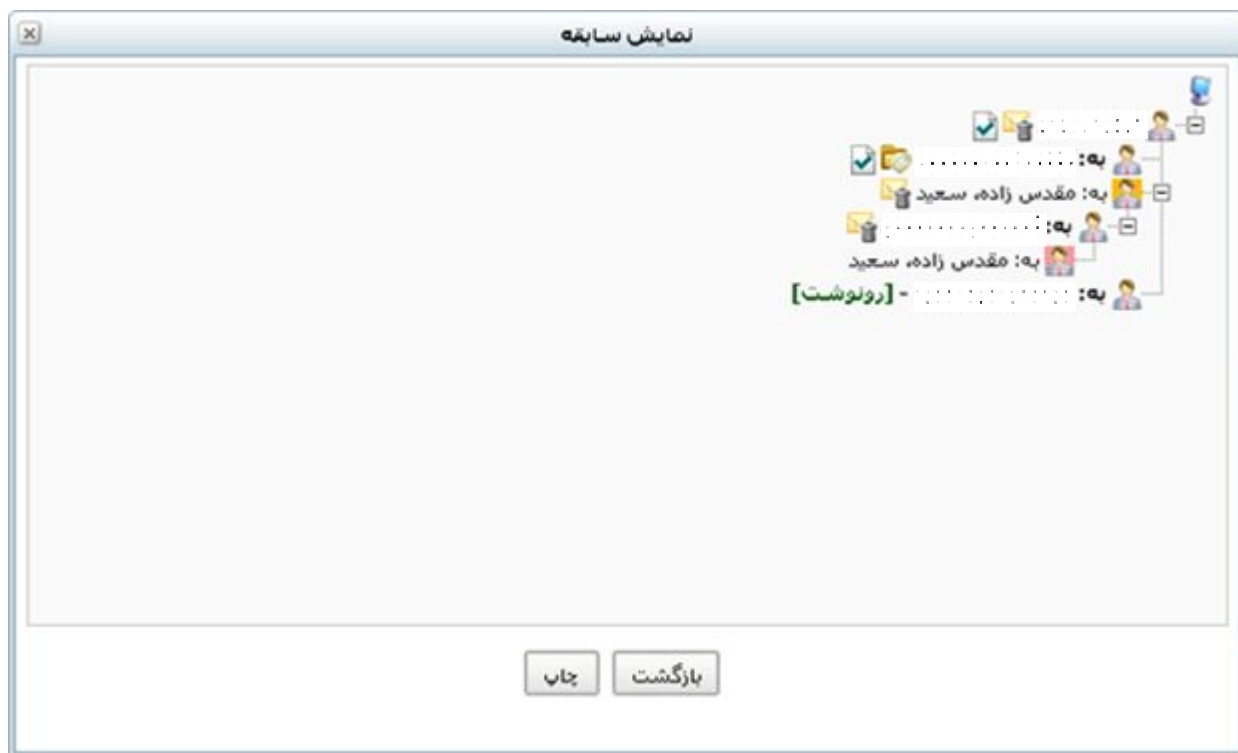 نمایش سابقه
به:
به: مقدس زاده، سعید
به:
به: مقدس زاده، سعید
به: - [رونوشت]
بازگشت
چاپ